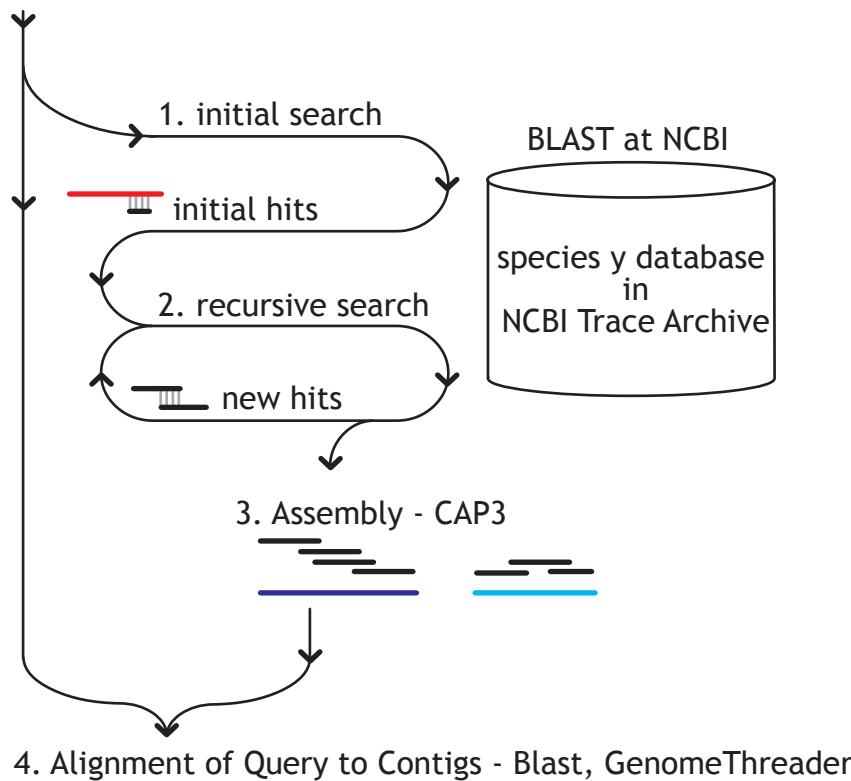 1. initial search
BLAST at NCBI
initial hits
species y database
in
NCBI Trace Archive
2. recursive search
new hits
3. Assembly - CAP3
4. Alignment of Query to Contigs - Blast, GenomeThreader